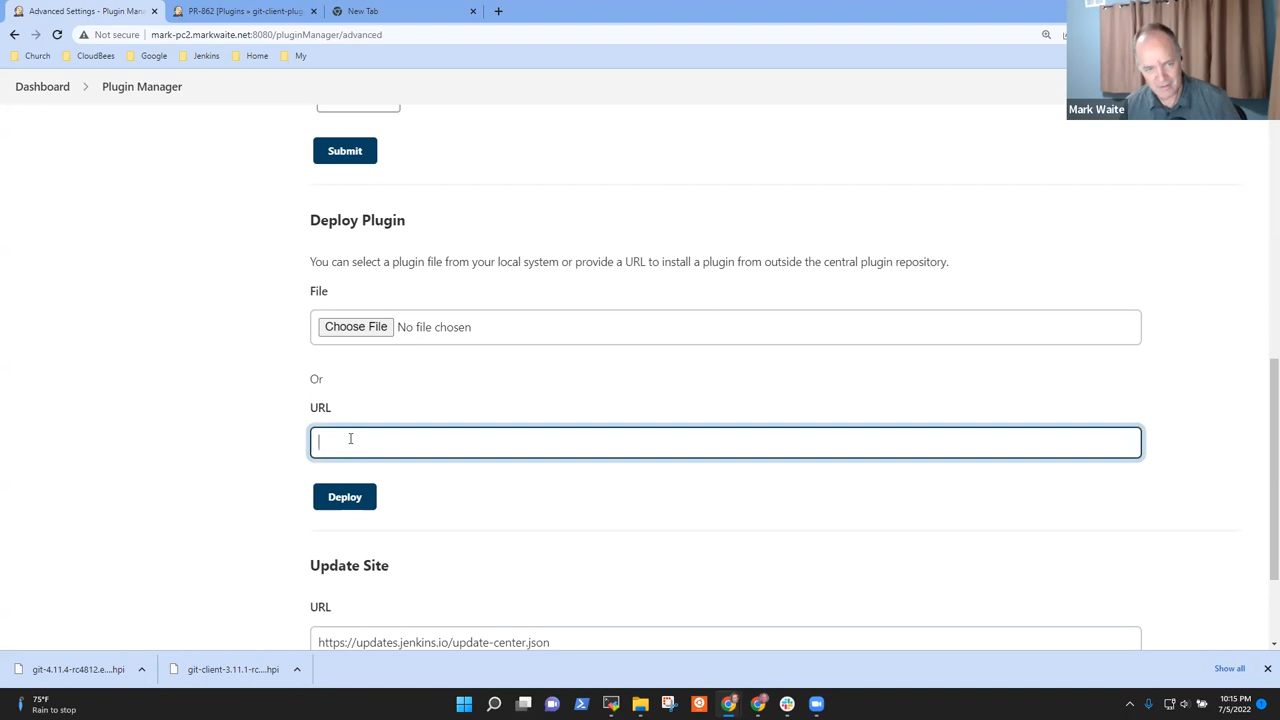 Advanced Settings - Plugin Mana
PR-862 [Plugins » git-client-plug
New Tab
Not secure
mark-pc2.markwaite.net:8080/pluginManager/advanced
Church
CloudBees
Google
Jenkins
Home
My
Mark Waite
Dashboard
Plugin Manager
Submit
Deploy Plugin
You can select a plugin file from your local system or provide a URL to install a plugin from outside the central plugin repository.
File
Choose File No file chosen
Or
URL
Deploy
Update Site
URL
https://updates.jenkins.io/update-center.json
git-4.11.4-rc4812.e....hpi
git-client-3.11.1-rc....hpi
Show all
75°F
Rain to stop
10:15 PM
7/5/2022